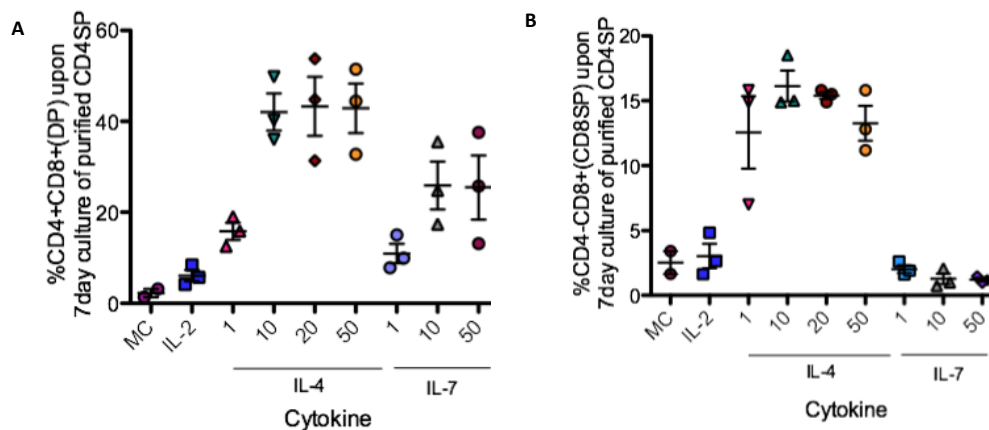 A
%CD4+CD8+(DP) upon
7day culture of purified CD4SP
60
40
20
0
MC
IL-2
1
10
20
50
1
10
50
IL-4
IL-7
Cytokine
B
%CD4-CD8+(CD8SP) upon
7day culture of purified CD4SP
20
15
10
5
0
MC
IL-2
1
10
20
50
1
10
50
IL-4
IL-7
Cytokine